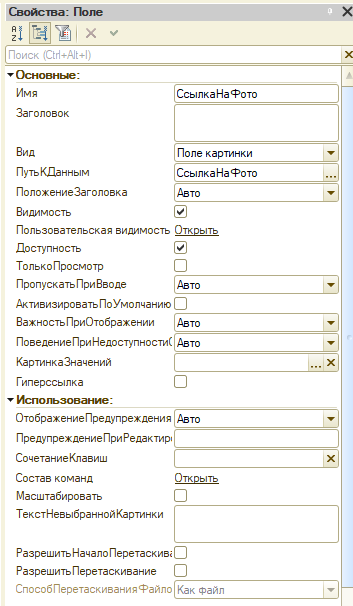 Свойства: Поле
Поиск (Ctrl+Alt+I)
Основные:
Имя СсылкаНаФото
Заголовок
Вид Поле картинки
ПутьКДанным СсылкаНаФото ...
ПоложениеЗаголовка Авто
Видимость
Пользовательская видимость Открыть
Доступность
ТолькоПросмотр
ПропускатьПриВводе Авто
АктивизироватьПоУмолчанию
ВажностьПриОтображении Авто
ПоведениеПриНедоступностиО Авто
КартинкаЗначений ...
Гиперссылка
Использование:
ОтображениеПредупреждения Авто
ПредупреждениеПриРедактир
СочетаниеКлавиш
Состав команд Открыть
Масштабировать
ТекстНевыбраннойКартинки
РазрешитьНачалоПеретаскива
РазрешитьПеретаскивание
СпособПеретаскиванияФайло Как файл